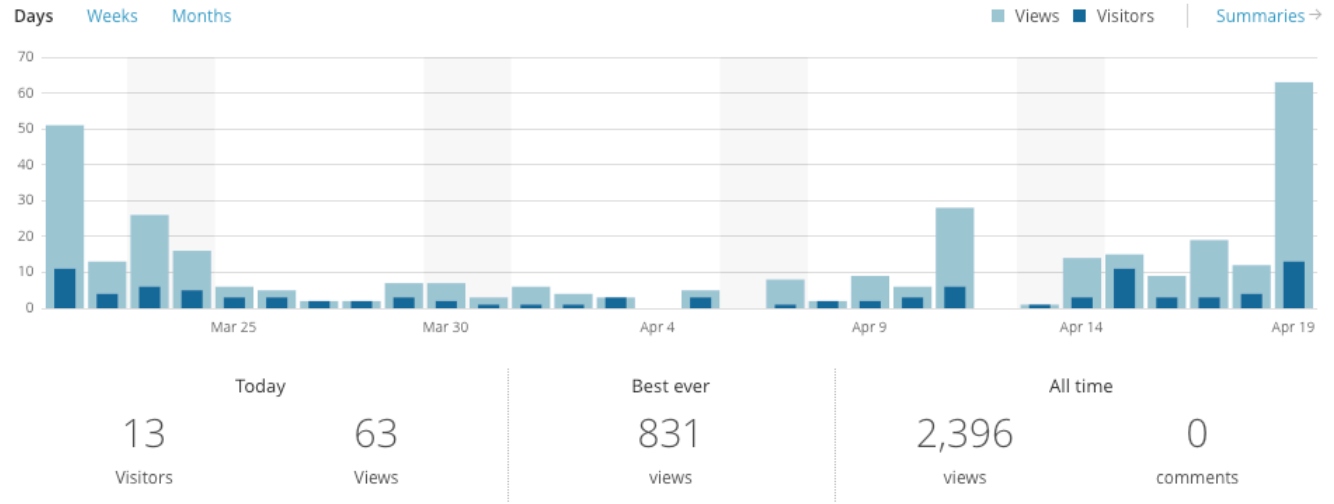 Days Weeks Months Views Visitors Summaries →
70
60
50
40
30
20
10
0
Mar 25 Mar 30 Apr 4 Apr 9 Apr 14 Apr 19
Today Best ever All time
13 63 831 2,396 0
Visitors Views views views comments